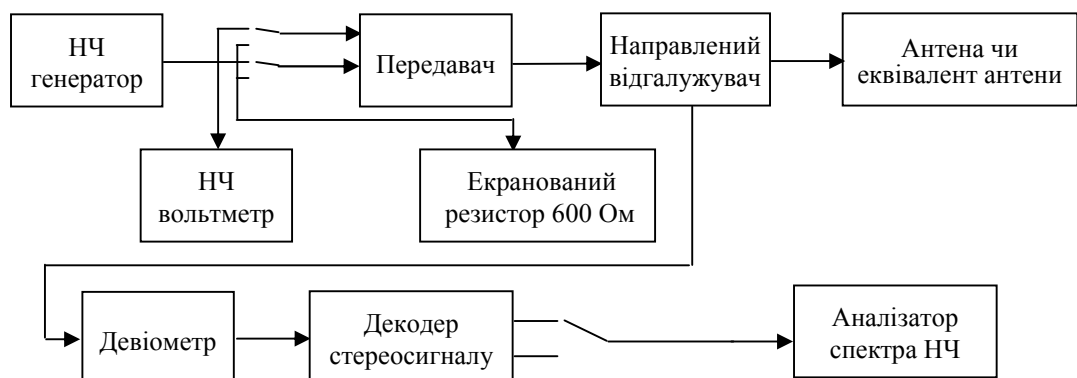 НЧ
генератор
Передавач
Направлений
відгалужувач
Антена чи
еквівалент антени
НЧ
вольтметр
Екранований
резистор 600 Ом
Девіометр
Декодер
стереосигналу
Аналізатор
спектра НЧ